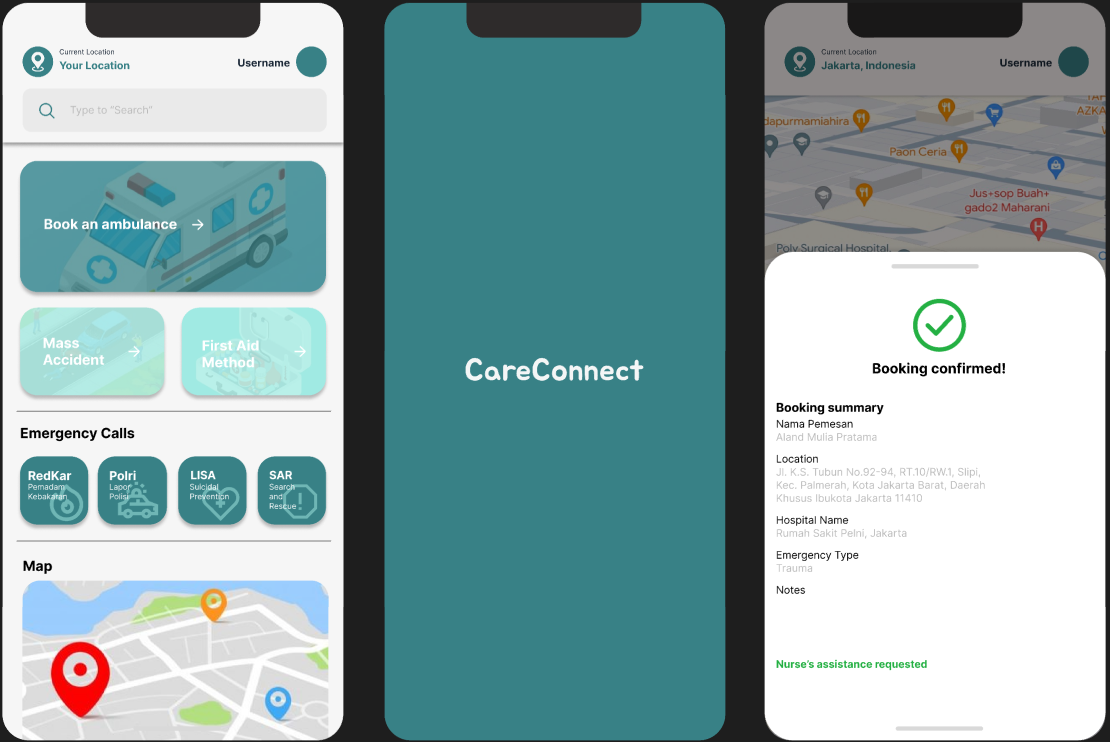 Current Location
Your Location
Username
Type to "Search"
Book an ambulance
Mass
Accident
First Aid
Method
Emergency Calls
RedKar
Pemadam
Kebakaran
Polri
Lapor
Polisi
LISA
Suicidal
Prevention
SAR
Search
and
Rescue
Map
CareConnect
Current Location
Jakarta, Indonesia
Username
dapurmamiahira
AZKA
Paon Ceria
Jus+sop Buah+
gado2 Maharani
H
Poly Surgical Hospital,
Booking confirmed!
Booking summary
Nama Pemesan
Aland Mulia Pratama
Location
Jl. K.S. Tubun No.92-94, RT.10/RW.1, Slipi,
Kec. Palmerah, Kota Jakarta Barat, Daerah
Khusus Ibukota Jakarta 11410
Hospital Name
Rumah Sakit Pelni, Jakarta
Emergency Type
Trauma
Notes
Nurse's assistance requested